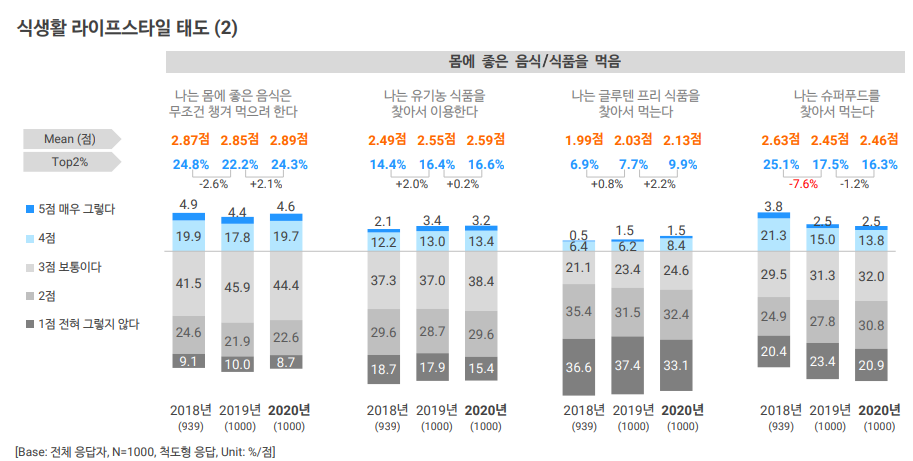 식생활 라이프스타일 태도 (2)
몸에 좋은 음식/식품을 먹음
나는 몸에 좋은 음식은
무조건 챙겨 먹으려 한다
나는 유기농 식품을
찾아서 이용한다
나는 글루텐 프리 식품을
찾아서 먹는다
나는 슈퍼푸드를
찾아서 먹는다
Mean (점) 2.87점 2.85점 2.89점 2.49점 2.55점 2.59점 1.99점 2.03점 2.13점 2.63점 2.45점 2.46점
Top2% 24.8% 22.2% 24.3% 14.4% 16.4% 16.6% 6.9% 7.7% 9.9% 25.1% 17.5% 16.3%
-2.6% +2.1% +2.0% +0.2% +0.8% +2.2% -7.6% -1.2%
5점 매우 그렇다 4.9 4.4 4.6 2.1 3.4 3.2 0.5 1.5 1.5 3.8 2.5 2.5
4점 19.9 17.8 19.7 12.2 13.0 13.4 6.4 6.2 8.4 21.3 15.0 13.8
3점 보통이다 41.5 45.9 44.4 37.3 37.0 38.4 21.1 23.4 24.6 29.5 31.3 32.0
2점 24.6 21.9 22.6 29.6 28.7 29.6 35.4 31.5 32.4 24.9 27.8 30.8
1점 전혀 그렇지 않다 9.1 10.0 8.7 18.7 17.9 15.4 36.6 37.4 33.1 20.4 23.4 20.9
2018년 2019년 2020년 2018년 2019년 2020년 2018년 2019년 2020년 2018년 2019년 2020년
(939) (1000) (1000) (939) (1000) (1000) (939) (1000) (1000) (939) (1000) (1000)
[Base: 전체 응답자, N=1000, 척도형 응답, Unit: %/점]